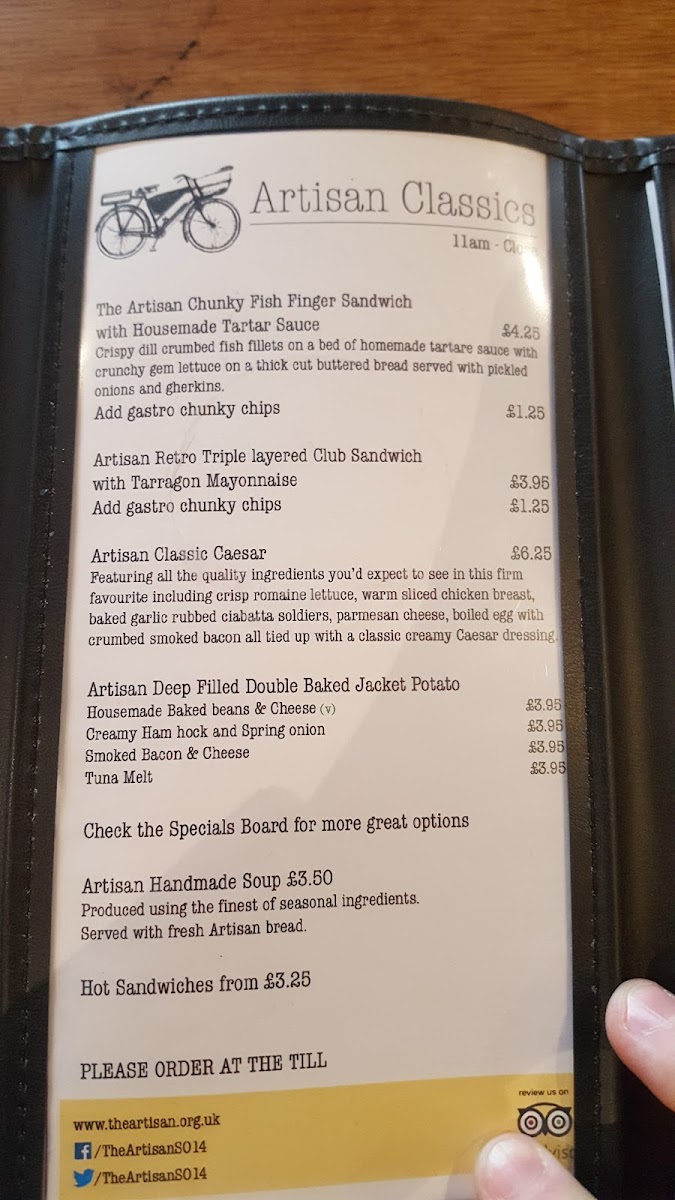 Artisan Classics
11am -
The Artisan Chunky Fish Finger Sandwich
with Housemade Tartar Sauce £4.25
Crispy dill crumbed fish fillets on a bed of homemade tartare sauce with
crunchy gem lettuce on a thick cut buttered bread served with pickled
onions and gherkins.
Add gastro chunky chips £1.25
Artisan Retro Triple layered Club Sandwich
with Tarragon Mayonnaise £3.95
Add gastro chunky chips £1.25
Artisan Classic Caesar £6.25
Featuring all the quality ingredients you'd expect to see in this firm
favourite including crisp romaine lettuce, warm sliced chicken breast,
baked garlic rubbed ciabatta soldiers, parmesan cheese, boiled egg with
crumbed smoked bacon all tied up with a classic creamy Caesar dressing.
Artisan Deep Filled Double Baked Jacket Potato
Housemade Baked beans & Cheese (v) £3.95
Creamy Ham hock and Spring onion £3.95
Smoked Bacon & Cheese £3.95
Tuna Melt £3.95
Check the Specials Board for more great options
Artisan Handmade Soup £3.50
Produced using the finest of seasonal ingredients.
Served with fresh Artisan bread.
Hot Sandwiches from £3.25
PLEASE ORDER AT THE TILL
www.theartisan.org.uk
/TheArtisanSO14
/TheArtisanSO14
review us on